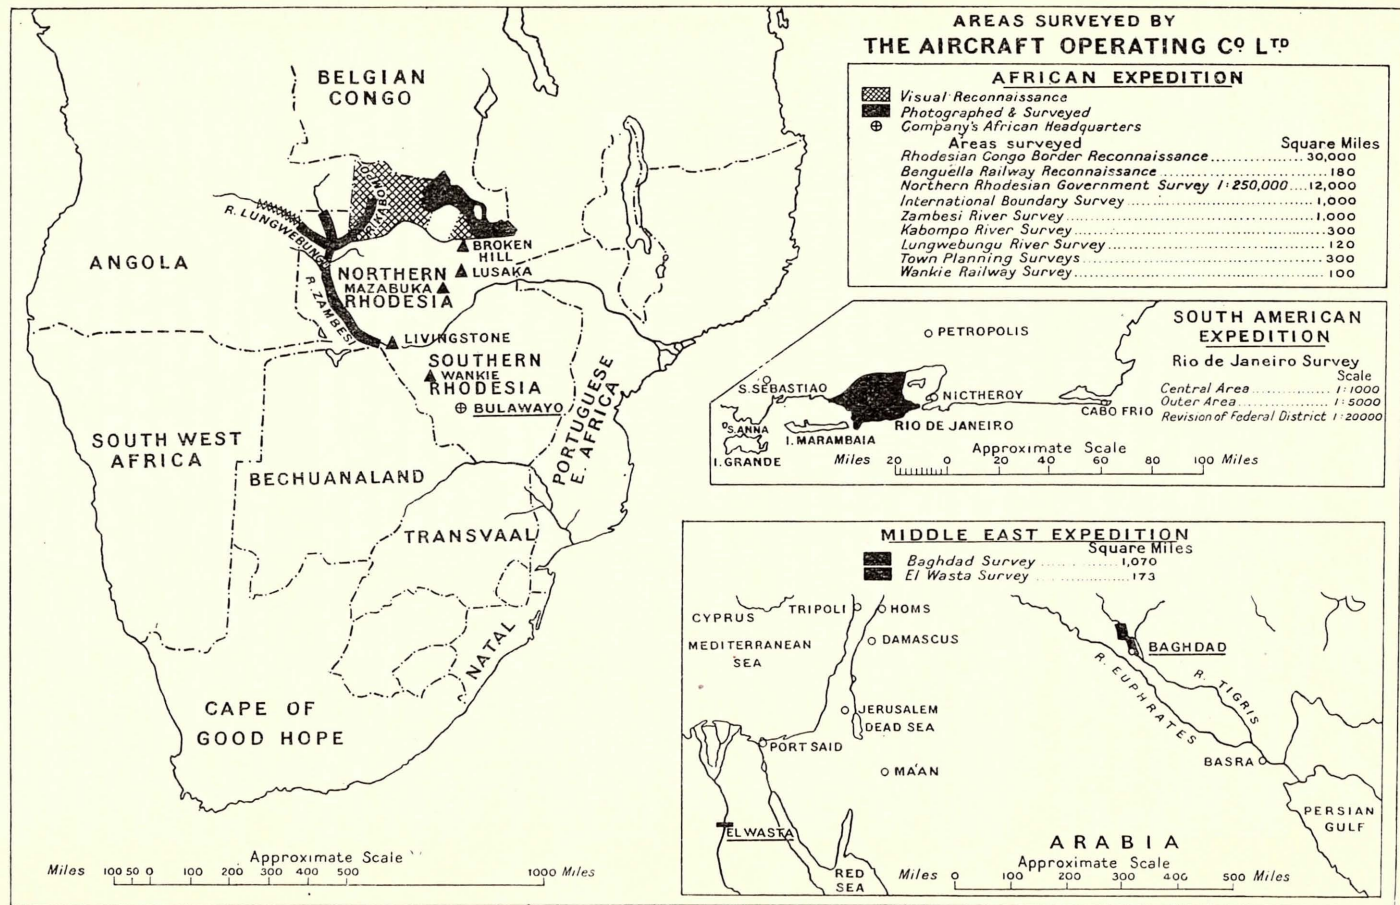 AREAS SURVEYED BY
THE AIRCRAFT OPERATING Cº LTD
AFRICAN EXPEDITION
Visual Reconnaissance
Photographed & Surveyed
Company's African Headquarters
Areas surveyed Square Miles
Rhodesian Congo Border Reconnaissance 30,000
Benguella Railway Reconnaissance 180
Northern Rhodesian Government Survey 1:250,000 12,000
International Boundary Survey 1,000
Zambesi River Survey 1,000
Kabompo River Survey 300
Lungwebungu River Survey 120
Town Planning Surveys 300
Wankie Railway Survey 100
BELGIAN
CONGO
R. KABOMPO
R. LUNGWEBUNGU
ANGOLA
BROKEN
HILL
LUSAKA
NORTHERN
MAZABUKA
RHODESIA
R. ZAMBESI
LIVINGSTONE
SOUTHERN
WANKIE
RHODESIA
BULAWAYO
PORTUGUESE
E. AFRICA
SOUTH WEST
AFRICA
BECHUANALAND
TRANSVAAL
NATAL
CAPE OF
GOOD HOPE
Approximate Scale
Miles 100 50 0 100 200 300 400 500 1000 Miles
SOUTH AMERICAN
EXPEDITION
Rio de Janeiro Survey
Scale
Central Area 1:1000
Outer Area 1:5000
Revision of Federal District 1:20000
PETROPOLIS
S. SEBASTIAO
NICTHEROY
CABO FRIO
S. ANNA
RIO DE JANEIRO
I. MARAMBAIA
I. GRANDE
Approximate Scale
Miles 20 0 20 40 60 80 100 Miles
MIDDLE EAST EXPEDITION
Square Miles
Baghdad Survey 1,070
El Wasta Survey 173
CYPRUS
TRIPOLI
HOMS
MEDITERRANEAN
SEA
DAMASCUS
BAGHDAD
R. TIGRIS
R. EUPHRATES
JERUSALEM
DEAD SEA
PORT SAID
MA'AN
BASRA
PERSIAN
GULF
EL WASTA
RED
SEA
ARABIA
Approximate Scale
Miles 0 100 200 300 400 500 Miles